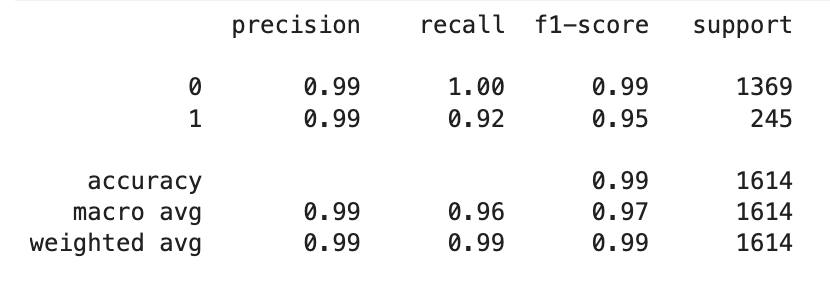 precision recall f1-score support
0 0.99 1.00 0.99 1369
1 0.99 0.92 0.95 245
accuracy 0.99 1614
macro avg 0.99 0.96 0.97 1614
weighted avg 0.99 0.99 0.99 1614